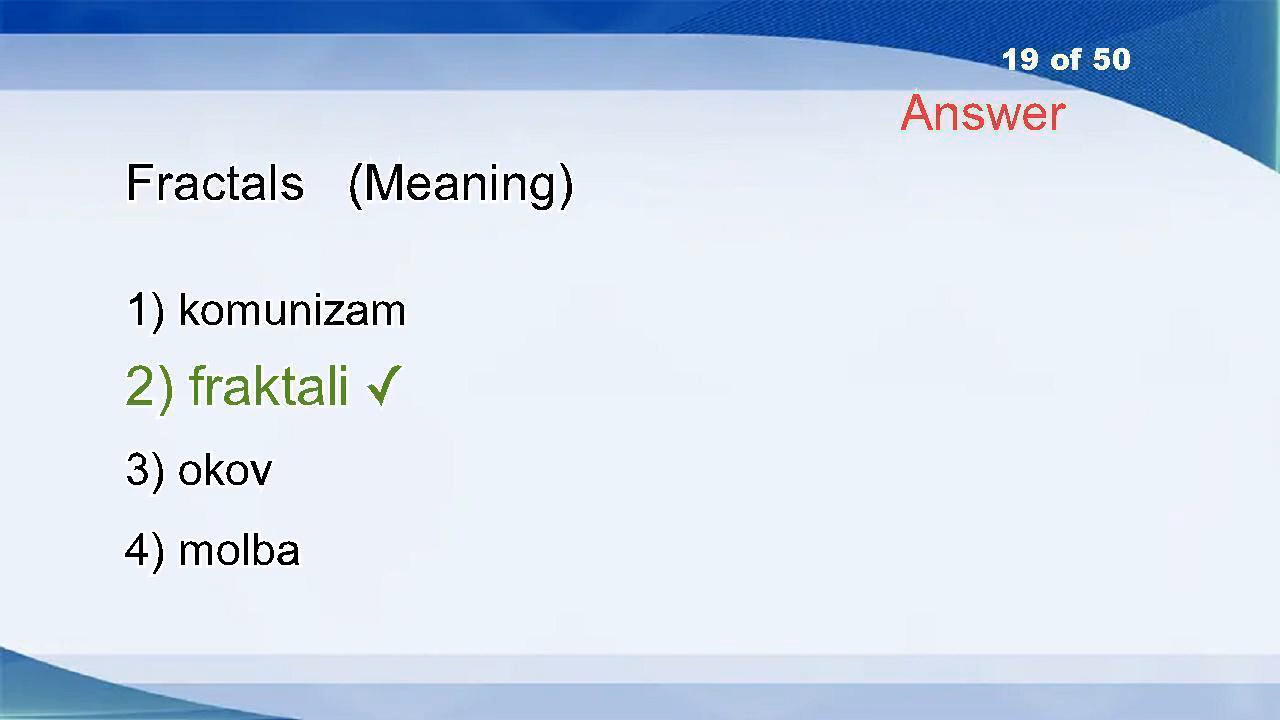 19 of 50
Answer
Fractals (Meaning)
1) komunizam
2) fraktali ✓
3) okov
4) molba